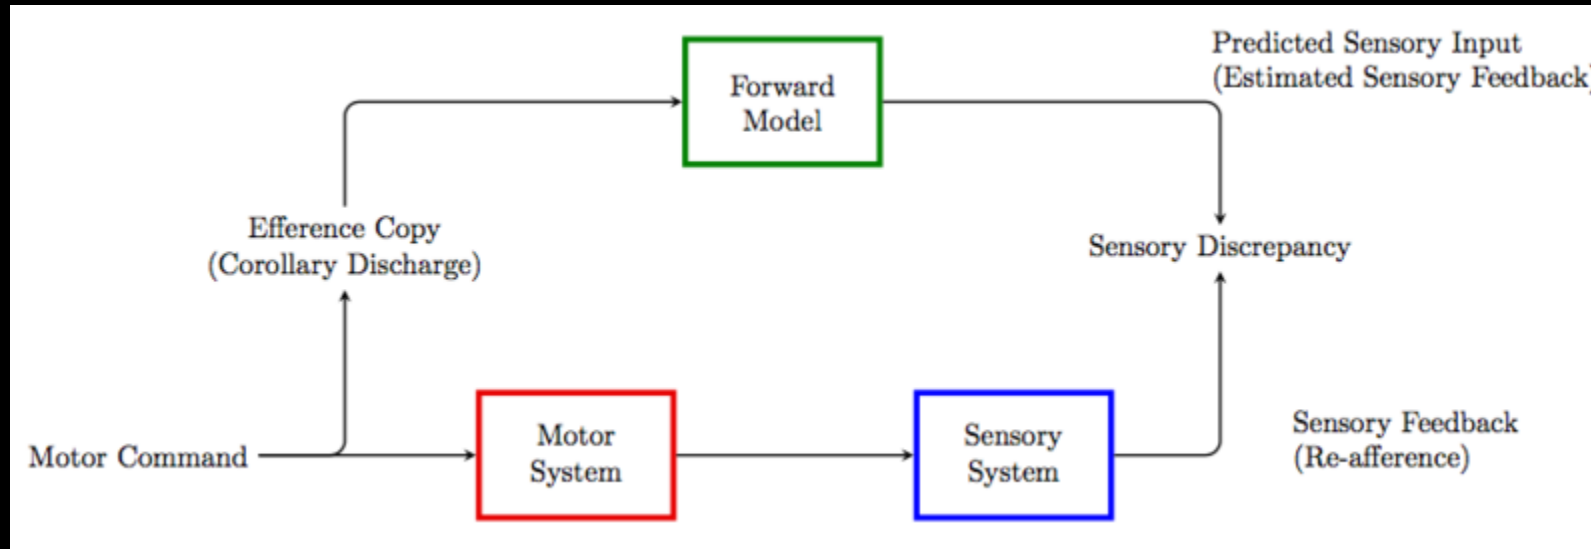 Forward
Model
Predicted Sensory Input
(Estimated Sensory Feedback)
Efference Copy
(Corollary Discharge)
Sensory Discrepancy
Motor Command
Motor
System
Sensory
System
Sensory Feedback
(Re-afference)